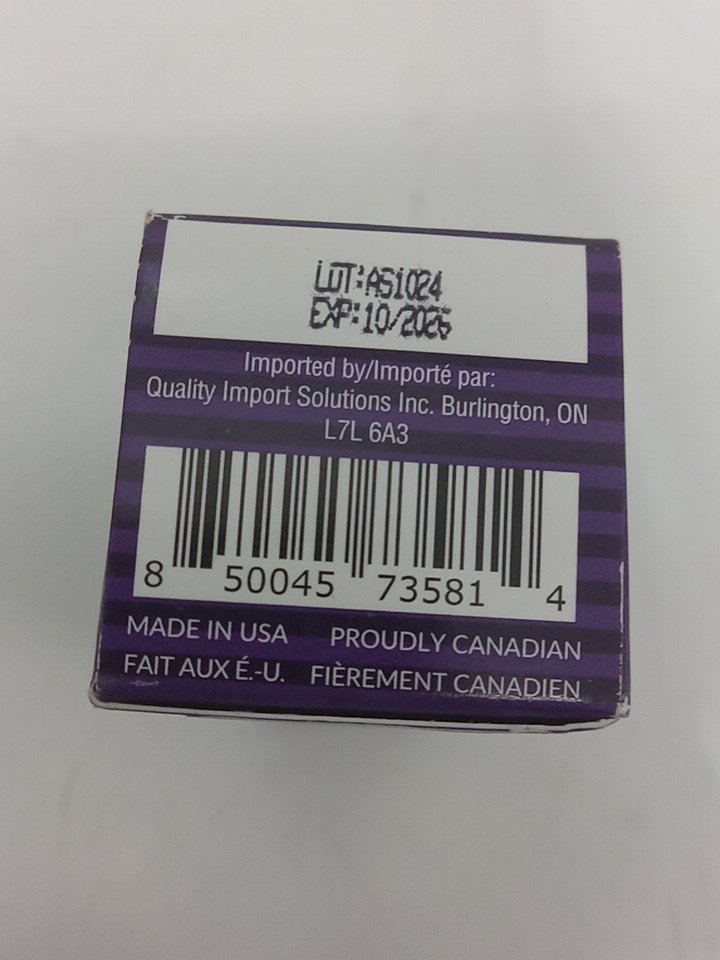 LOT:AS1024
EXP:10/2026
Imported by/Importé par:
Quality Import Solutions Inc. Burlington, ON
L7L 6A3
8 50045 73581 4
MADE IN USA PROUDLY CANADIAN
FAIT AUX É.-U. FIÈREMENT CANADIEN